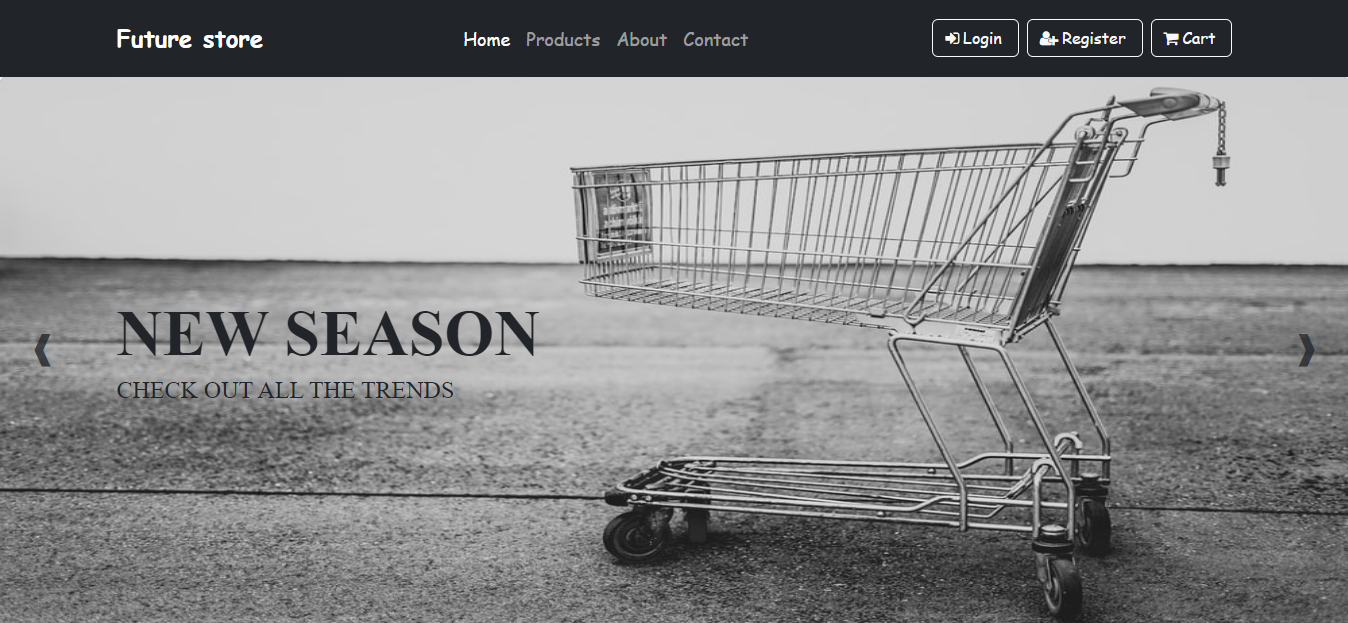 Future store
Home Products About Contact
Login Register Cart
NEW SEASON
CHECK OUT ALL THE TRENDS